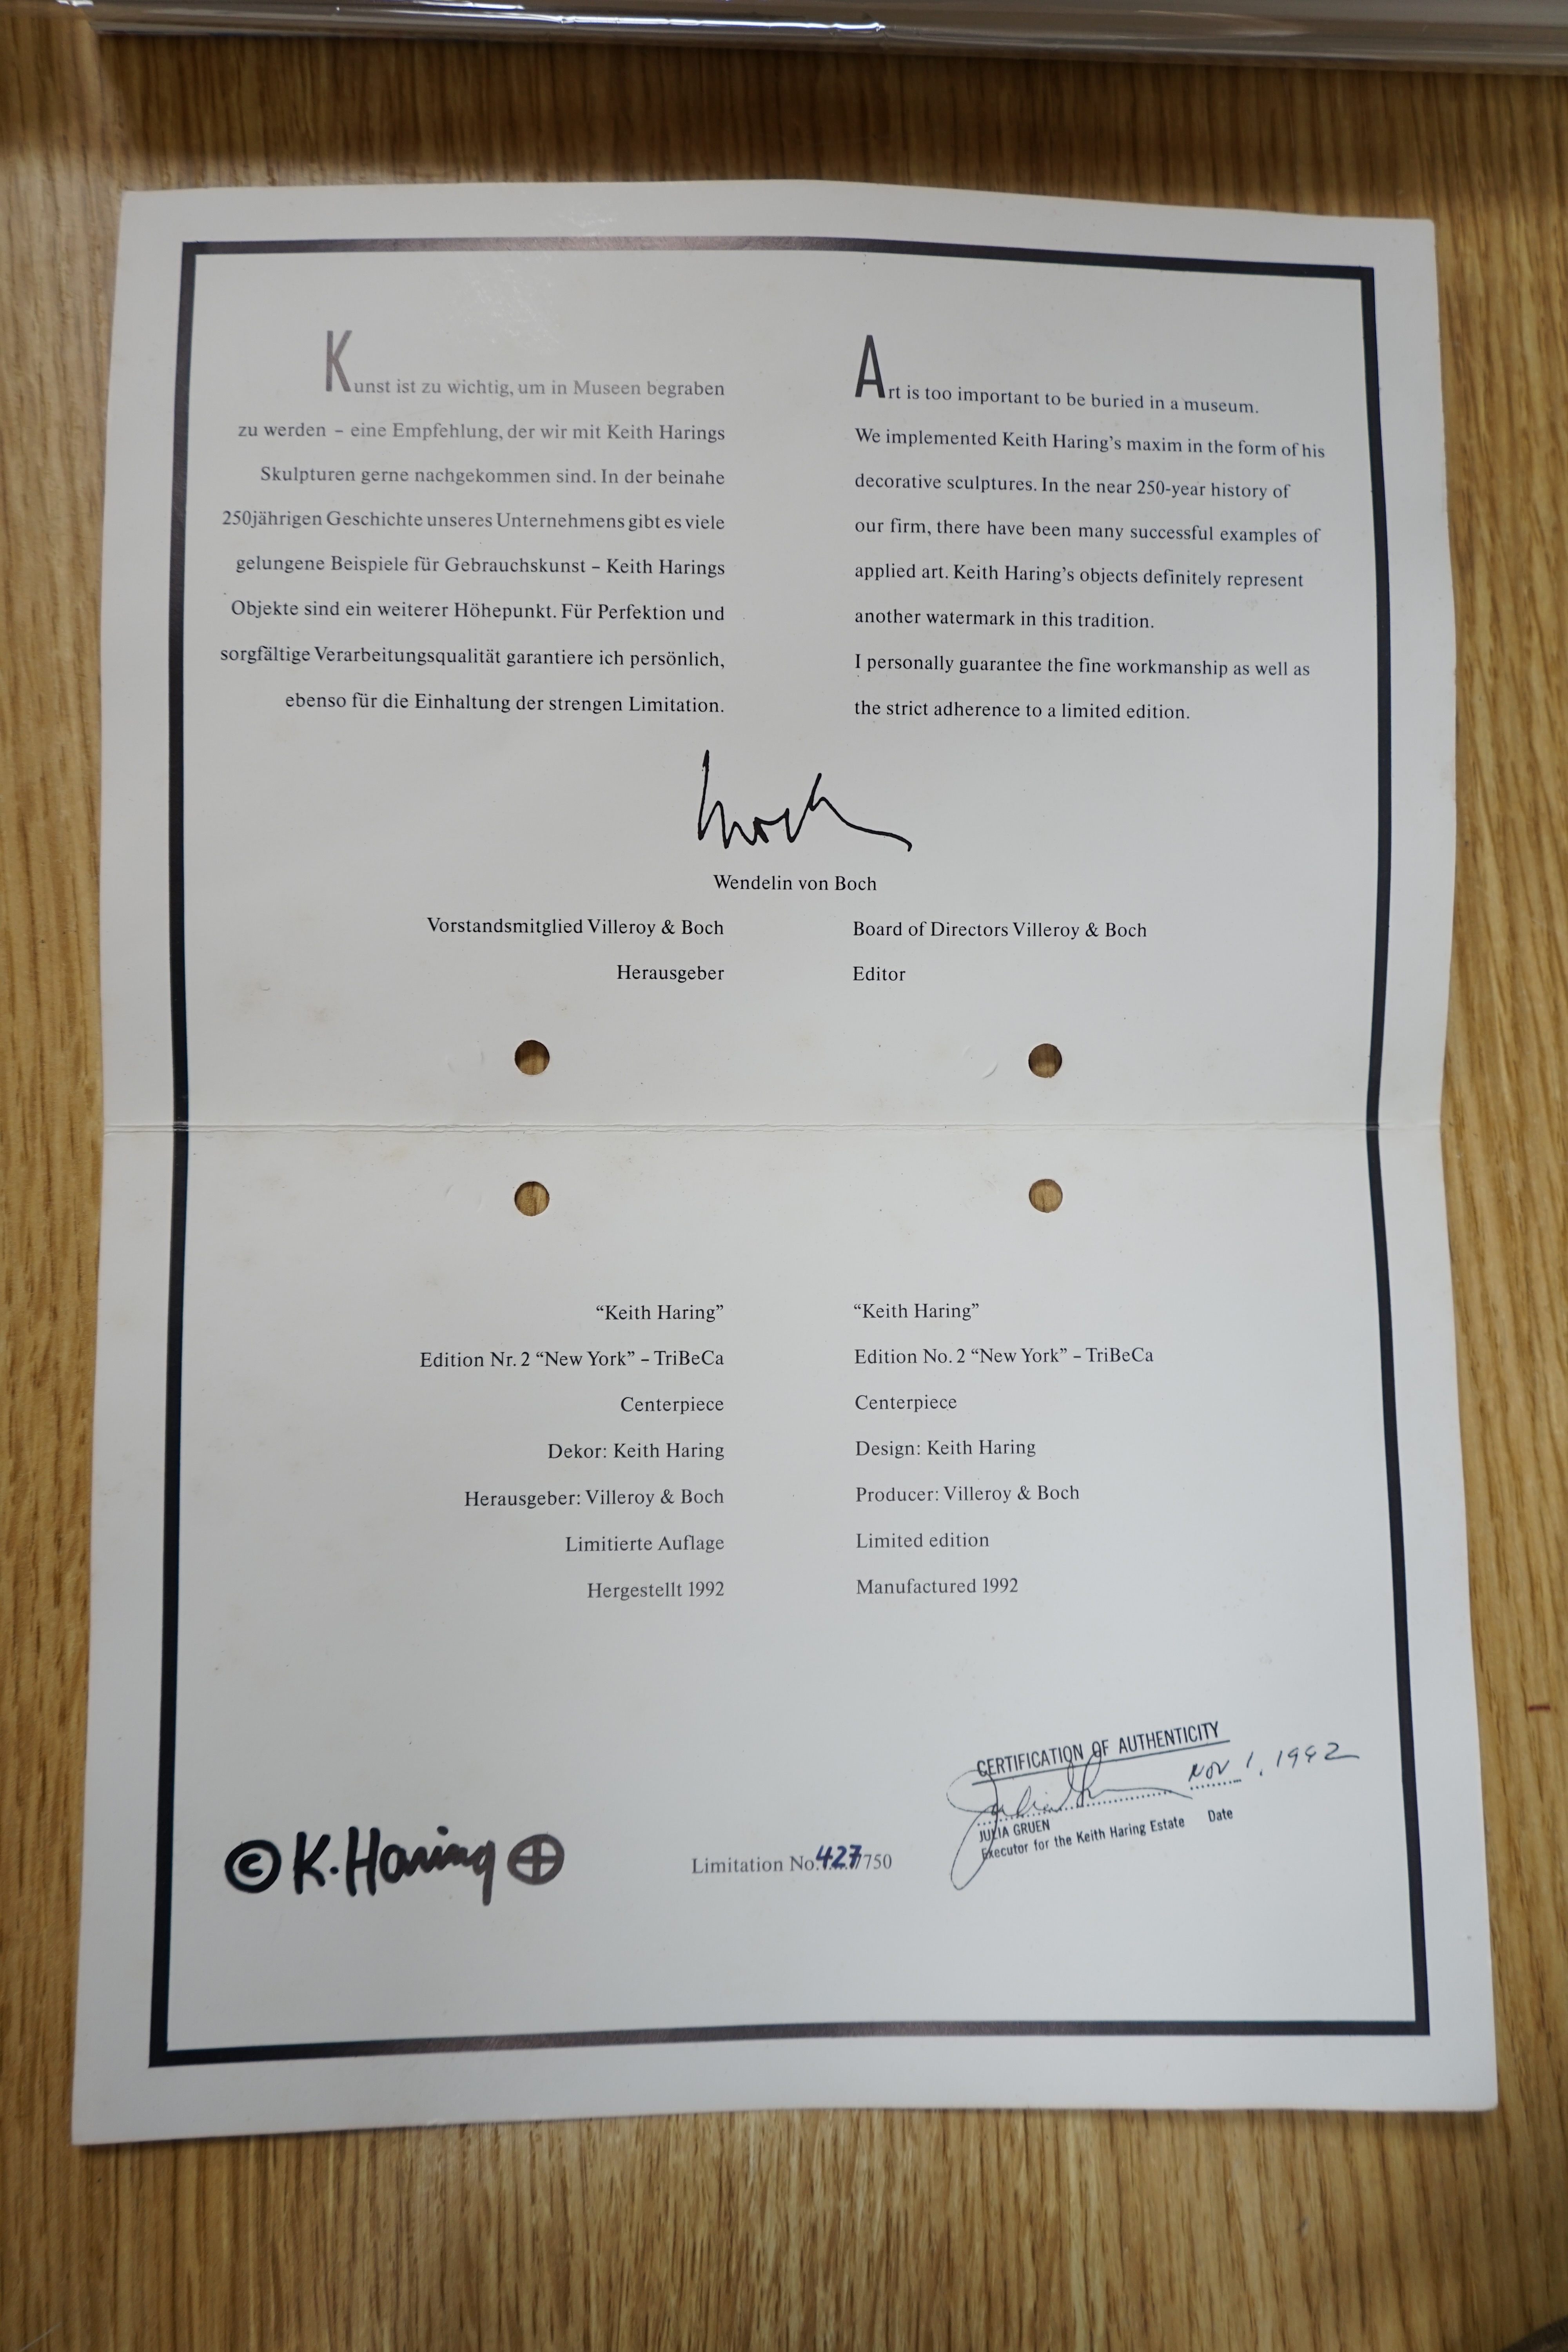 Kunst ist zu wichtig, um in Museen begraben
zu werden – eine Empfehlung, der wir mit Keith Harings
Skulpturen gerne nachgekommen sind. In der beinahe
250jährigen Geschichte unseres Unternehmens gibt es viele
gelungene Beispiele für Gebrauchskunst – Keith Harings
Objekte sind ein weiterer Höhepunkt. Für Perfektion und
sorgfältige Verarbeitungsqualität garantiere ich persönlich,
ebenso für die Einhaltung der strengen Limitation.
Art is too important to be buried in a museum.
We implemented Keith Haring's maxim in the form of his
decorative sculptures. In the near 250-year history of
our firm, there have been many successful examples of
applied art. Keith Haring's objects definitely represent
another watermark in this tradition.
I personally guarantee the fine workmanship as well as
the strict adherence to a limited edition.
Boch
Wendelin von Boch
Vorstandsmitglied Villeroy & Boch
Herausgeber
Board of Directors Villeroy & Boch
Editor
“Keith Haring”
Edition Nr. 2 “New York” – TriBeCa
Centerpiece
Dekor: Keith Haring
Herausgeber: Villeroy & Boch
Limitierte Auflage
Hergestellt 1992
“Keith Haring”
Edition No. 2 “New York” – TriBeCa
Centerpiece
Design: Keith Haring
Producer: Villeroy & Boch
Limited edition
Manufactured 1992
© K. Haring ⊕
Limitation No. 427/750
CERTIFICATION OF AUTHENTICITY
Julia Gruen Nov 1, 1992
JULIA GRUEN
Executor for the Keith Haring Estate Date